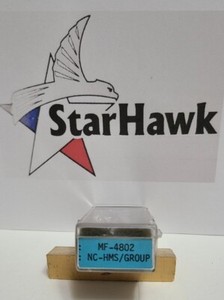 StarHawk
: MF-4802
: NC-HMS/GROUP